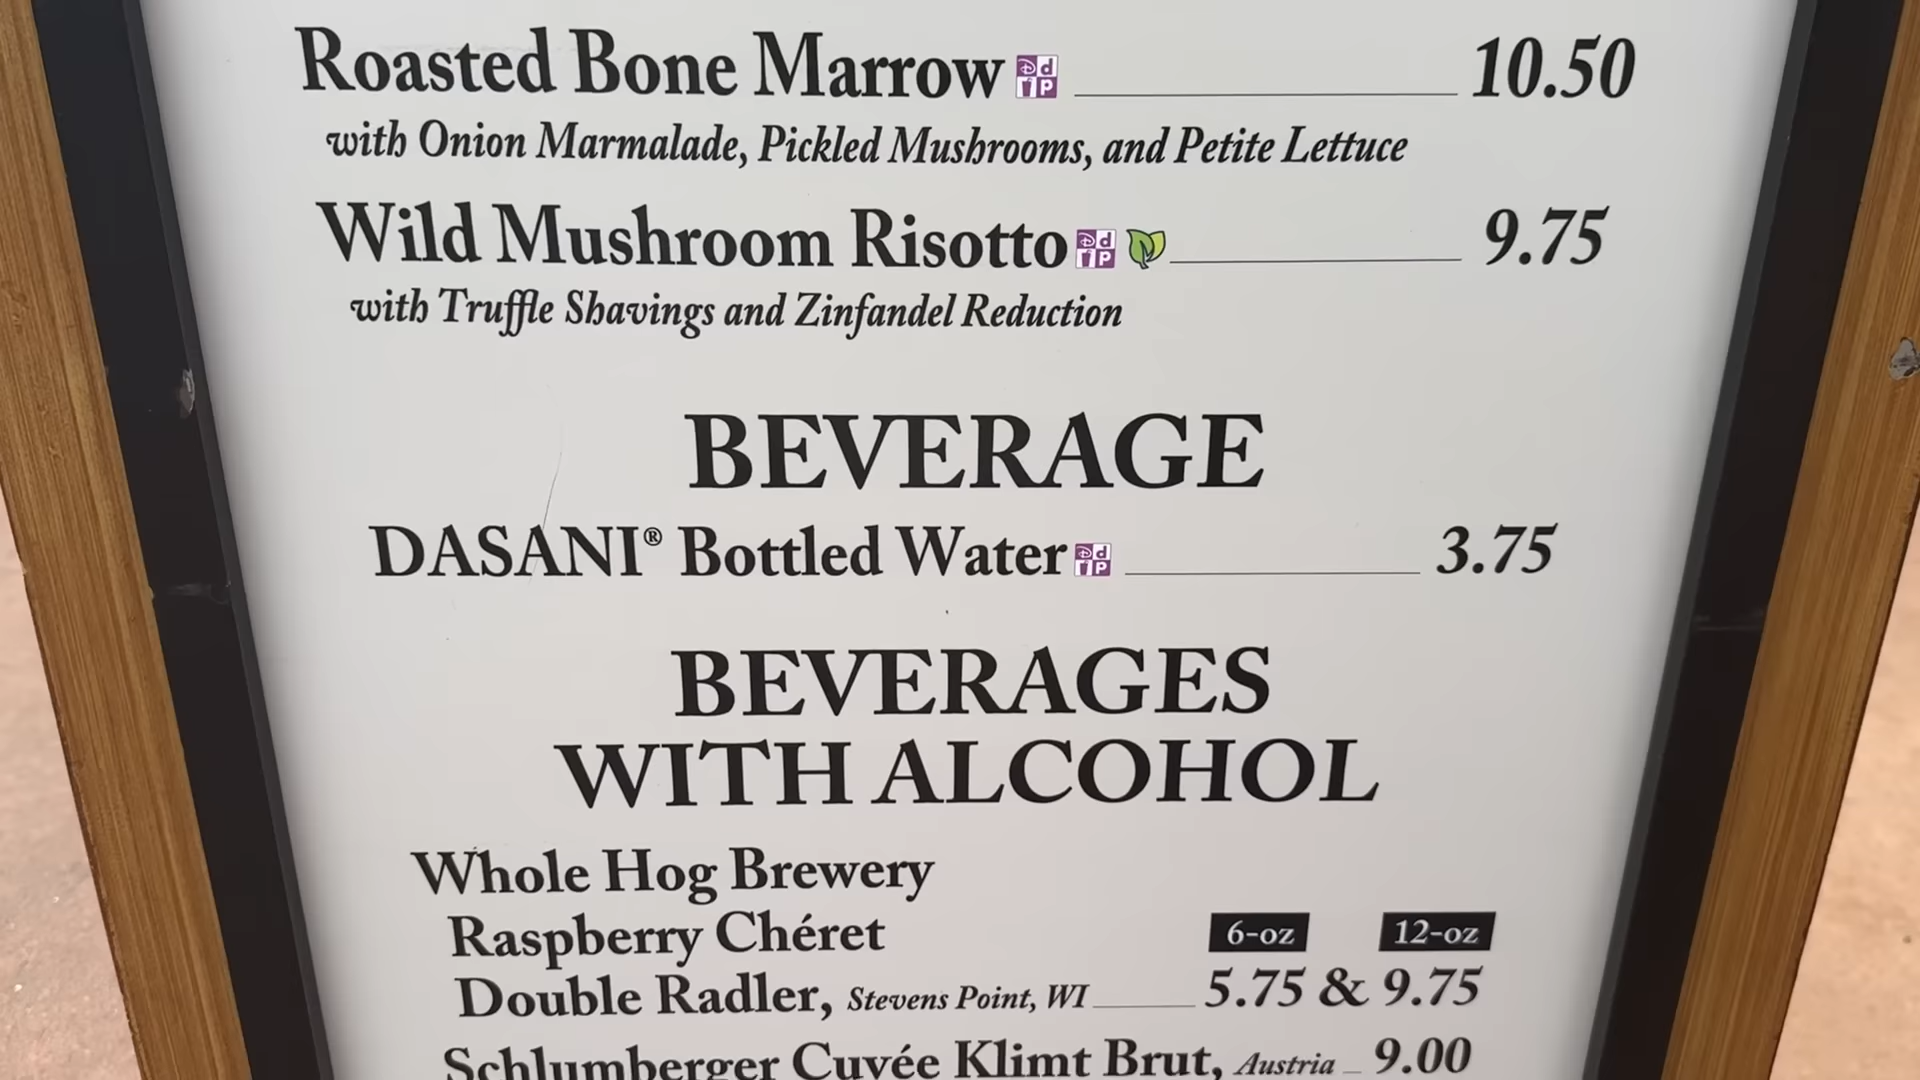 Roasted Bone Marrow 10.50
with Onion Marmalade, Pickled Mushrooms, and Petite Lettuce
Wild Mushroom Risotto 9.75
with Truffle Shavings and Zinfandel Reduction
BEVERAGE
DASANI® Bottled Water 3.75
BEVERAGES
WITH ALCOHOL
Whole Hog Brewery
Raspberry Chéret 6-oz 12-oz
Double Radler, Stevens Point, WI 5.75 & 9.75
Schlumberger Cuvée Klimt Brut, Austria 9.00